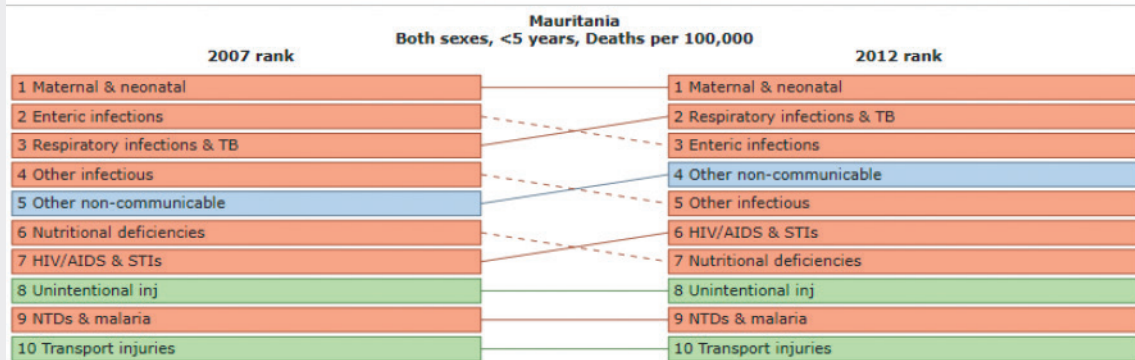 Mauritania
Both sexes, <5 years, Deaths per 100,000
2007 rank
2012 rank
1 Maternal & neonatal
1 Maternal & neonatal
2 Enteric infections
2 Respiratory infections & TB
3 Respiratory infections & TB
3 Enteric infections
4 Other infectious
4 Other non-communicable
5 Other non-communicable
5 Other infectious
6 Nutritional deficiencies
6 HIV/AIDS & STIs
7 HIV/AIDS & STIs
7 Nutritional deficiencies
8 Unintentional inj
8 Unintentional inj
9 NTDs & malaria
9 NTDs & malaria
10 Transport injuries
10 Transport injuries